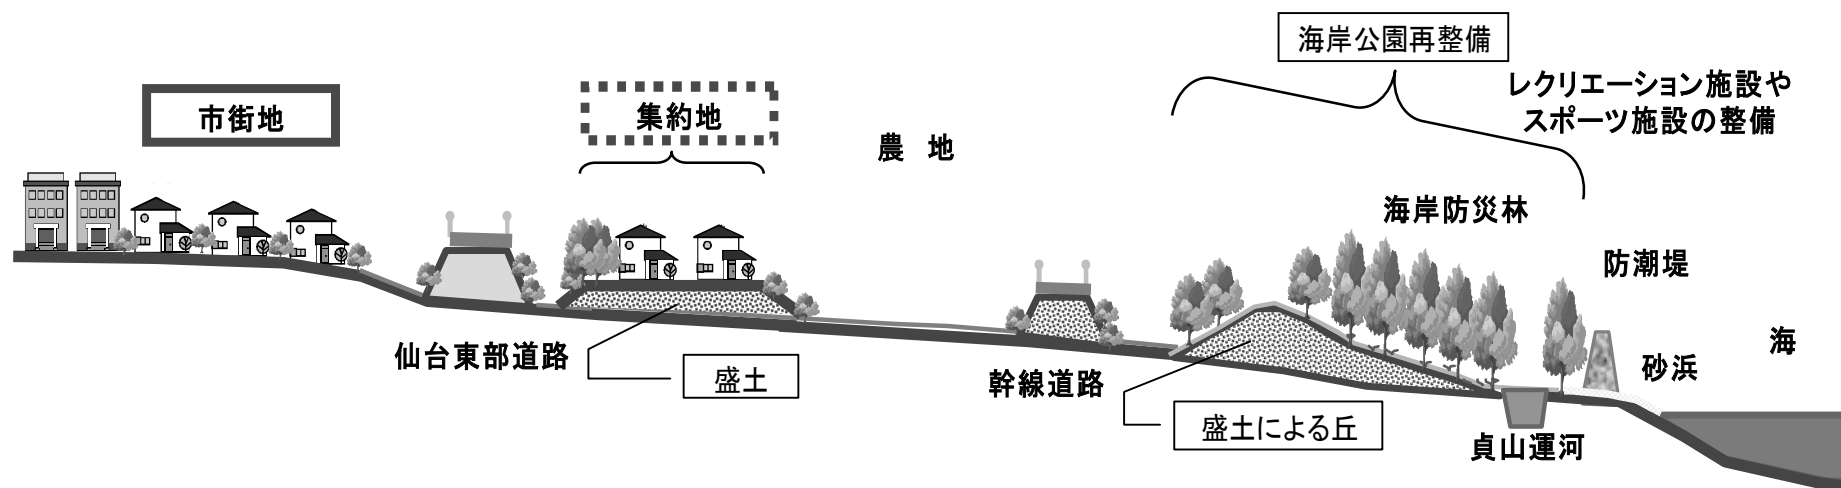 海岸公園再整備
レクリエーション施設や
スポーツ施設の整備
市街地
集約地
農 地
海岸防災林
防潮堤
海
砂浜
仙台東部道路
盛土
幹線道路
盛土による丘
貞山運河